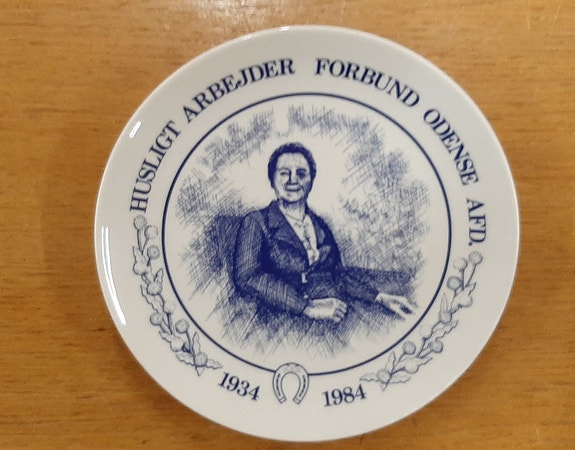 HUSLIGT ARBEJDER FORBUND ODENSE AFD.
1934 1984